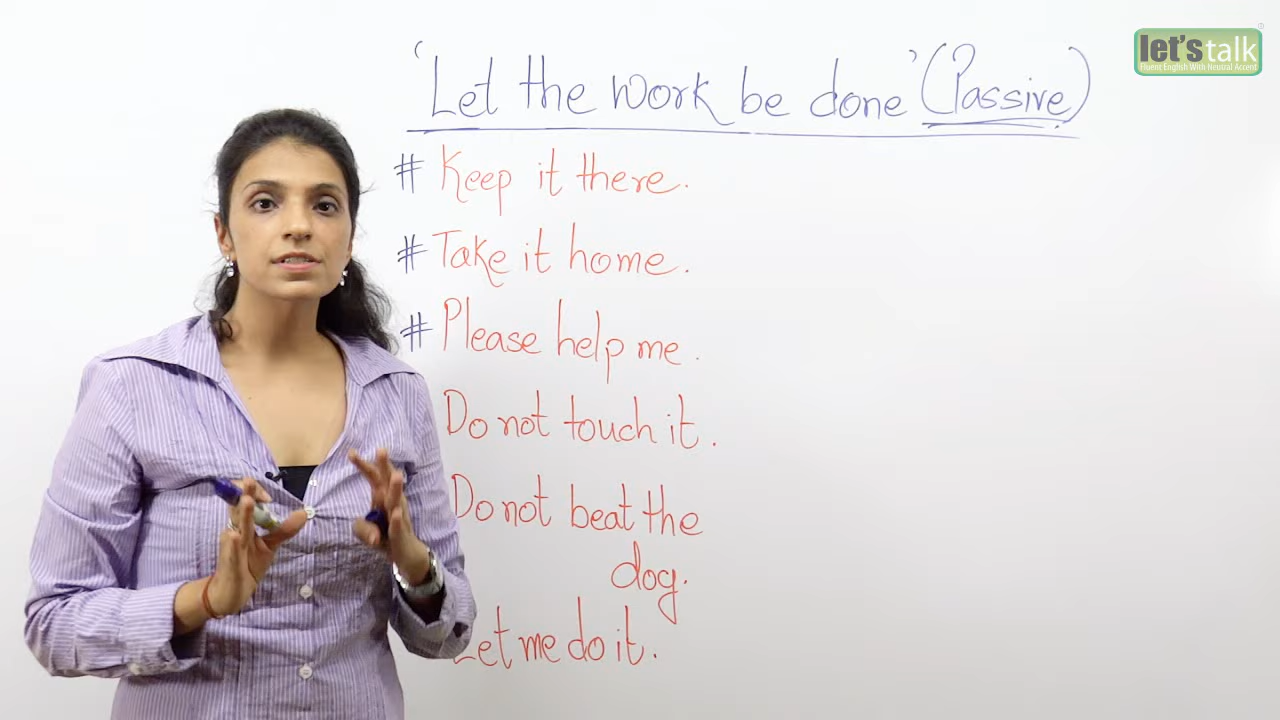 'Let the work be done' (Passive)
# Keep it there.
# Take it home.
# Please help me.
Do not touch it.
Do not beat the
dog.
Let me do it.
let's talk
Fluent English With Neutral Accent